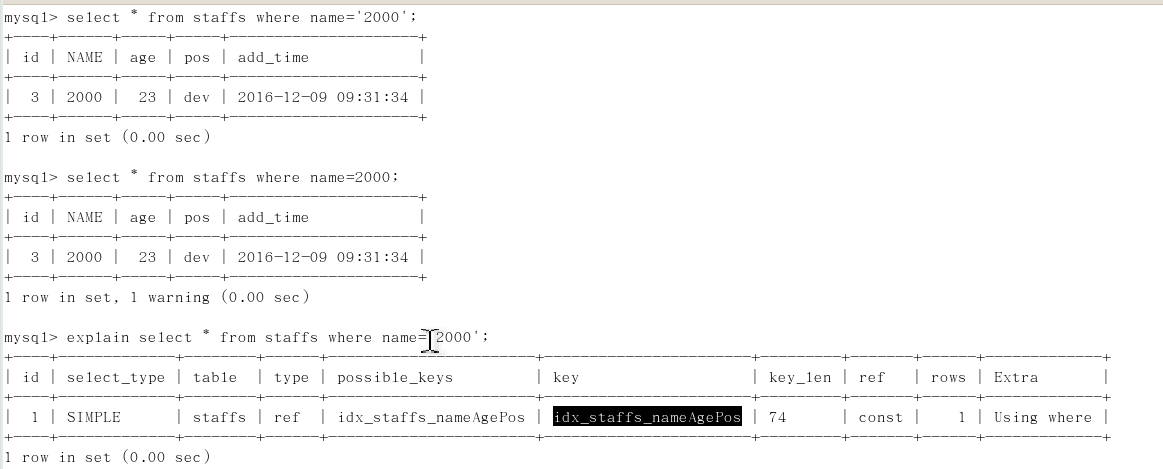 mysql> select * from staffs where name='2000';
+----+------+-----+-----+---------------------+
| id | NAME | age | pos | add_time            |
+----+------+-----+-----+---------------------+
|  3 | 2000 |  23 | dev | 2016-12-09 09:31:34 |
+----+------+-----+-----+---------------------+
1 row in set (0.00 sec)
mysql> select * from staffs where name=2000;
+----+------+-----+-----+---------------------+
| id | NAME | age | pos | add_time            |
+----+------+-----+-----+---------------------+
|  3 | 2000 |  23 | dev | 2016-12-09 09:31:34 |
+----+------+-----+-----+---------------------+
1 row in set, 1 warning (0.00 sec)
mysql> explain select * from staffs where name='2000';
+----+-------------+--------+------+-----------------------+-----------------------+---------+-------+------+-------------+
| id | select_type | table  | type | possible_keys         | key                   | key_len | ref   | rows | Extra       |
+----+-------------+--------+------+-----------------------+-----------------------+---------+-------+------+-------------+
|  1 | SIMPLE      | staffs | ref  | idx_staffs_nameAgePos | idx_staffs_nameAgePos | 74      | const |    1 | Using where |
+----+-------------+--------+------+-----------------------+-----------------------+---------+-------+------+-------------+
1 row in set (0.00 sec)